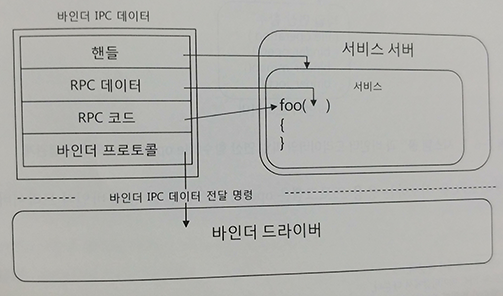 바인더 IPC 데이터
핸들
RPC 데이터
RPC 코드
바인더 프로토콜
서비스 서버
서비스
foo( )
{
}
바인더 IPC 데이터 전달 명령
바인더 드라이버